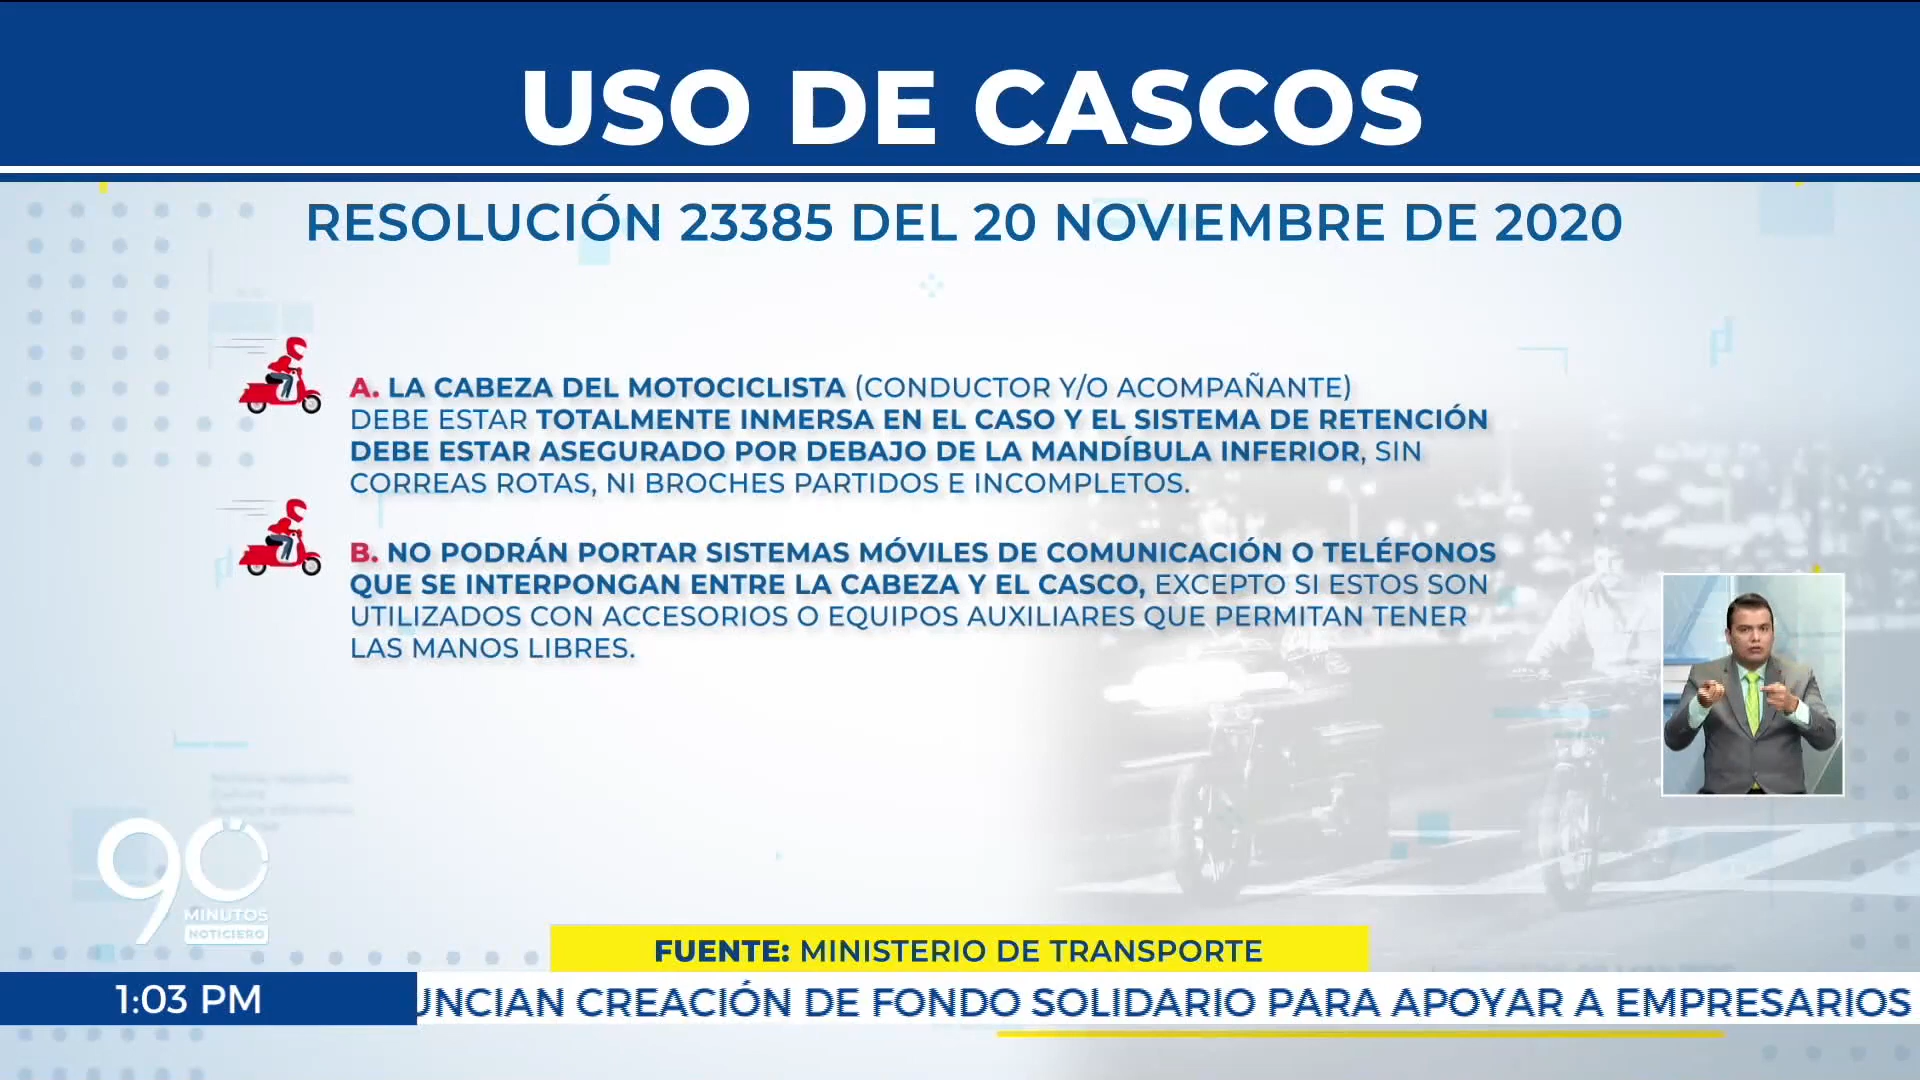 USO DE CASCOS
RESOLUCIÓN 23385 DEL 20 NOVIEMBRE DE 2020
A. LA CABEZA DEL MOTOCICLISTA (CONDUCTOR Y/O ACOMPAÑANTE)
DEBE ESTAR TOTALMENTE INMERSA EN EL CASO Y EL SISTEMA DE RETENCIÓN
DEBE ESTAR ASEGURADO POR DEBAJO DE LA MANDÍBULA INFERIOR, SIN
CORREAS ROTAS, NI BROCHES PARTIDOS E INCOMPLETOS.
B. NO PODRÁN PORTAR SISTEMAS MÓVILES DE COMUNICACIÓN O TELÉFONOS
QUE SE INTERPONGAN ENTRE LA CABEZA Y EL CASCO, EXCEPTO SI ESTOS SON
UTILIZADOS CON ACCESORIOS O EQUIPOS AUXILIARES QUE PERMITAN TENER
LAS MANOS LIBRES.
90
MINUTOS
NOTICIERO
FUENTE: MINISTERIO DE TRANSPORTE
1:03 PM
UNCIAN CREACIÓN DE FONDO SOLIDARIO PARA APOYAR A EMPRESARIOS